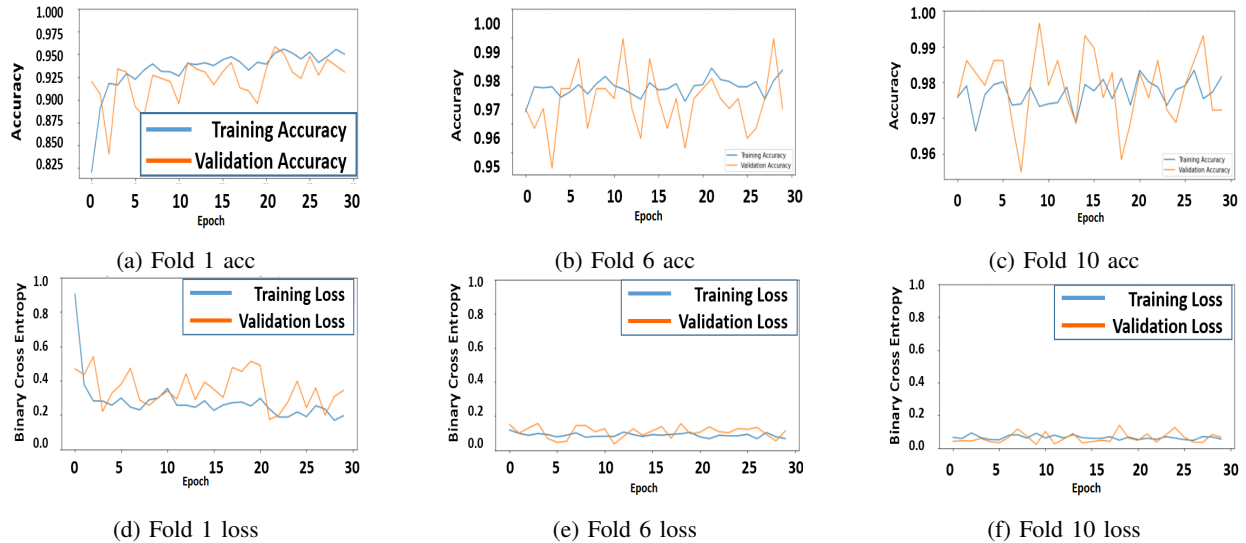 1.000
0.975
0.950
0.925
0.900
0.875
0.850
0.825
Accuracy
Training Accuracy
Validation Accuracy
0 5 10 15 20 25 30
Epoch
(a) Fold 1 acc
1.00
0.99
0.98
0.97
0.96
0.95
Accuracy
Training Accuracy
Validation Accuracy
0 5 10 15 20 25 30
Epoch
(b) Fold 6 acc
1.00
0.99
0.98
0.97
0.96
Accuracy
Training Accuracy
Validation Accuracy
0 5 10 15 20 25 30
Epoch
(c) Fold 10 acc
1.0
0.8
0.6
0.4
0.2
0.0
Binary Cross Entropy
Training Loss
Validation Loss
0 5 10 15 20 25 30
Epoch
(d) Fold 1 loss
1.0
0.8
0.6
0.4
0.2
0.0
Binary Cross Entropy
Training Loss
Validation Loss
0 5 10 15 20 25 30
Epoch
(e) Fold 6 loss
1.0
0.8
0.6
0.4
0.2
0.0
Binary Cross Entropy
Training Loss
Validation Loss
0 5 10 15 20 25 30
Epoch
(f) Fold 10 loss